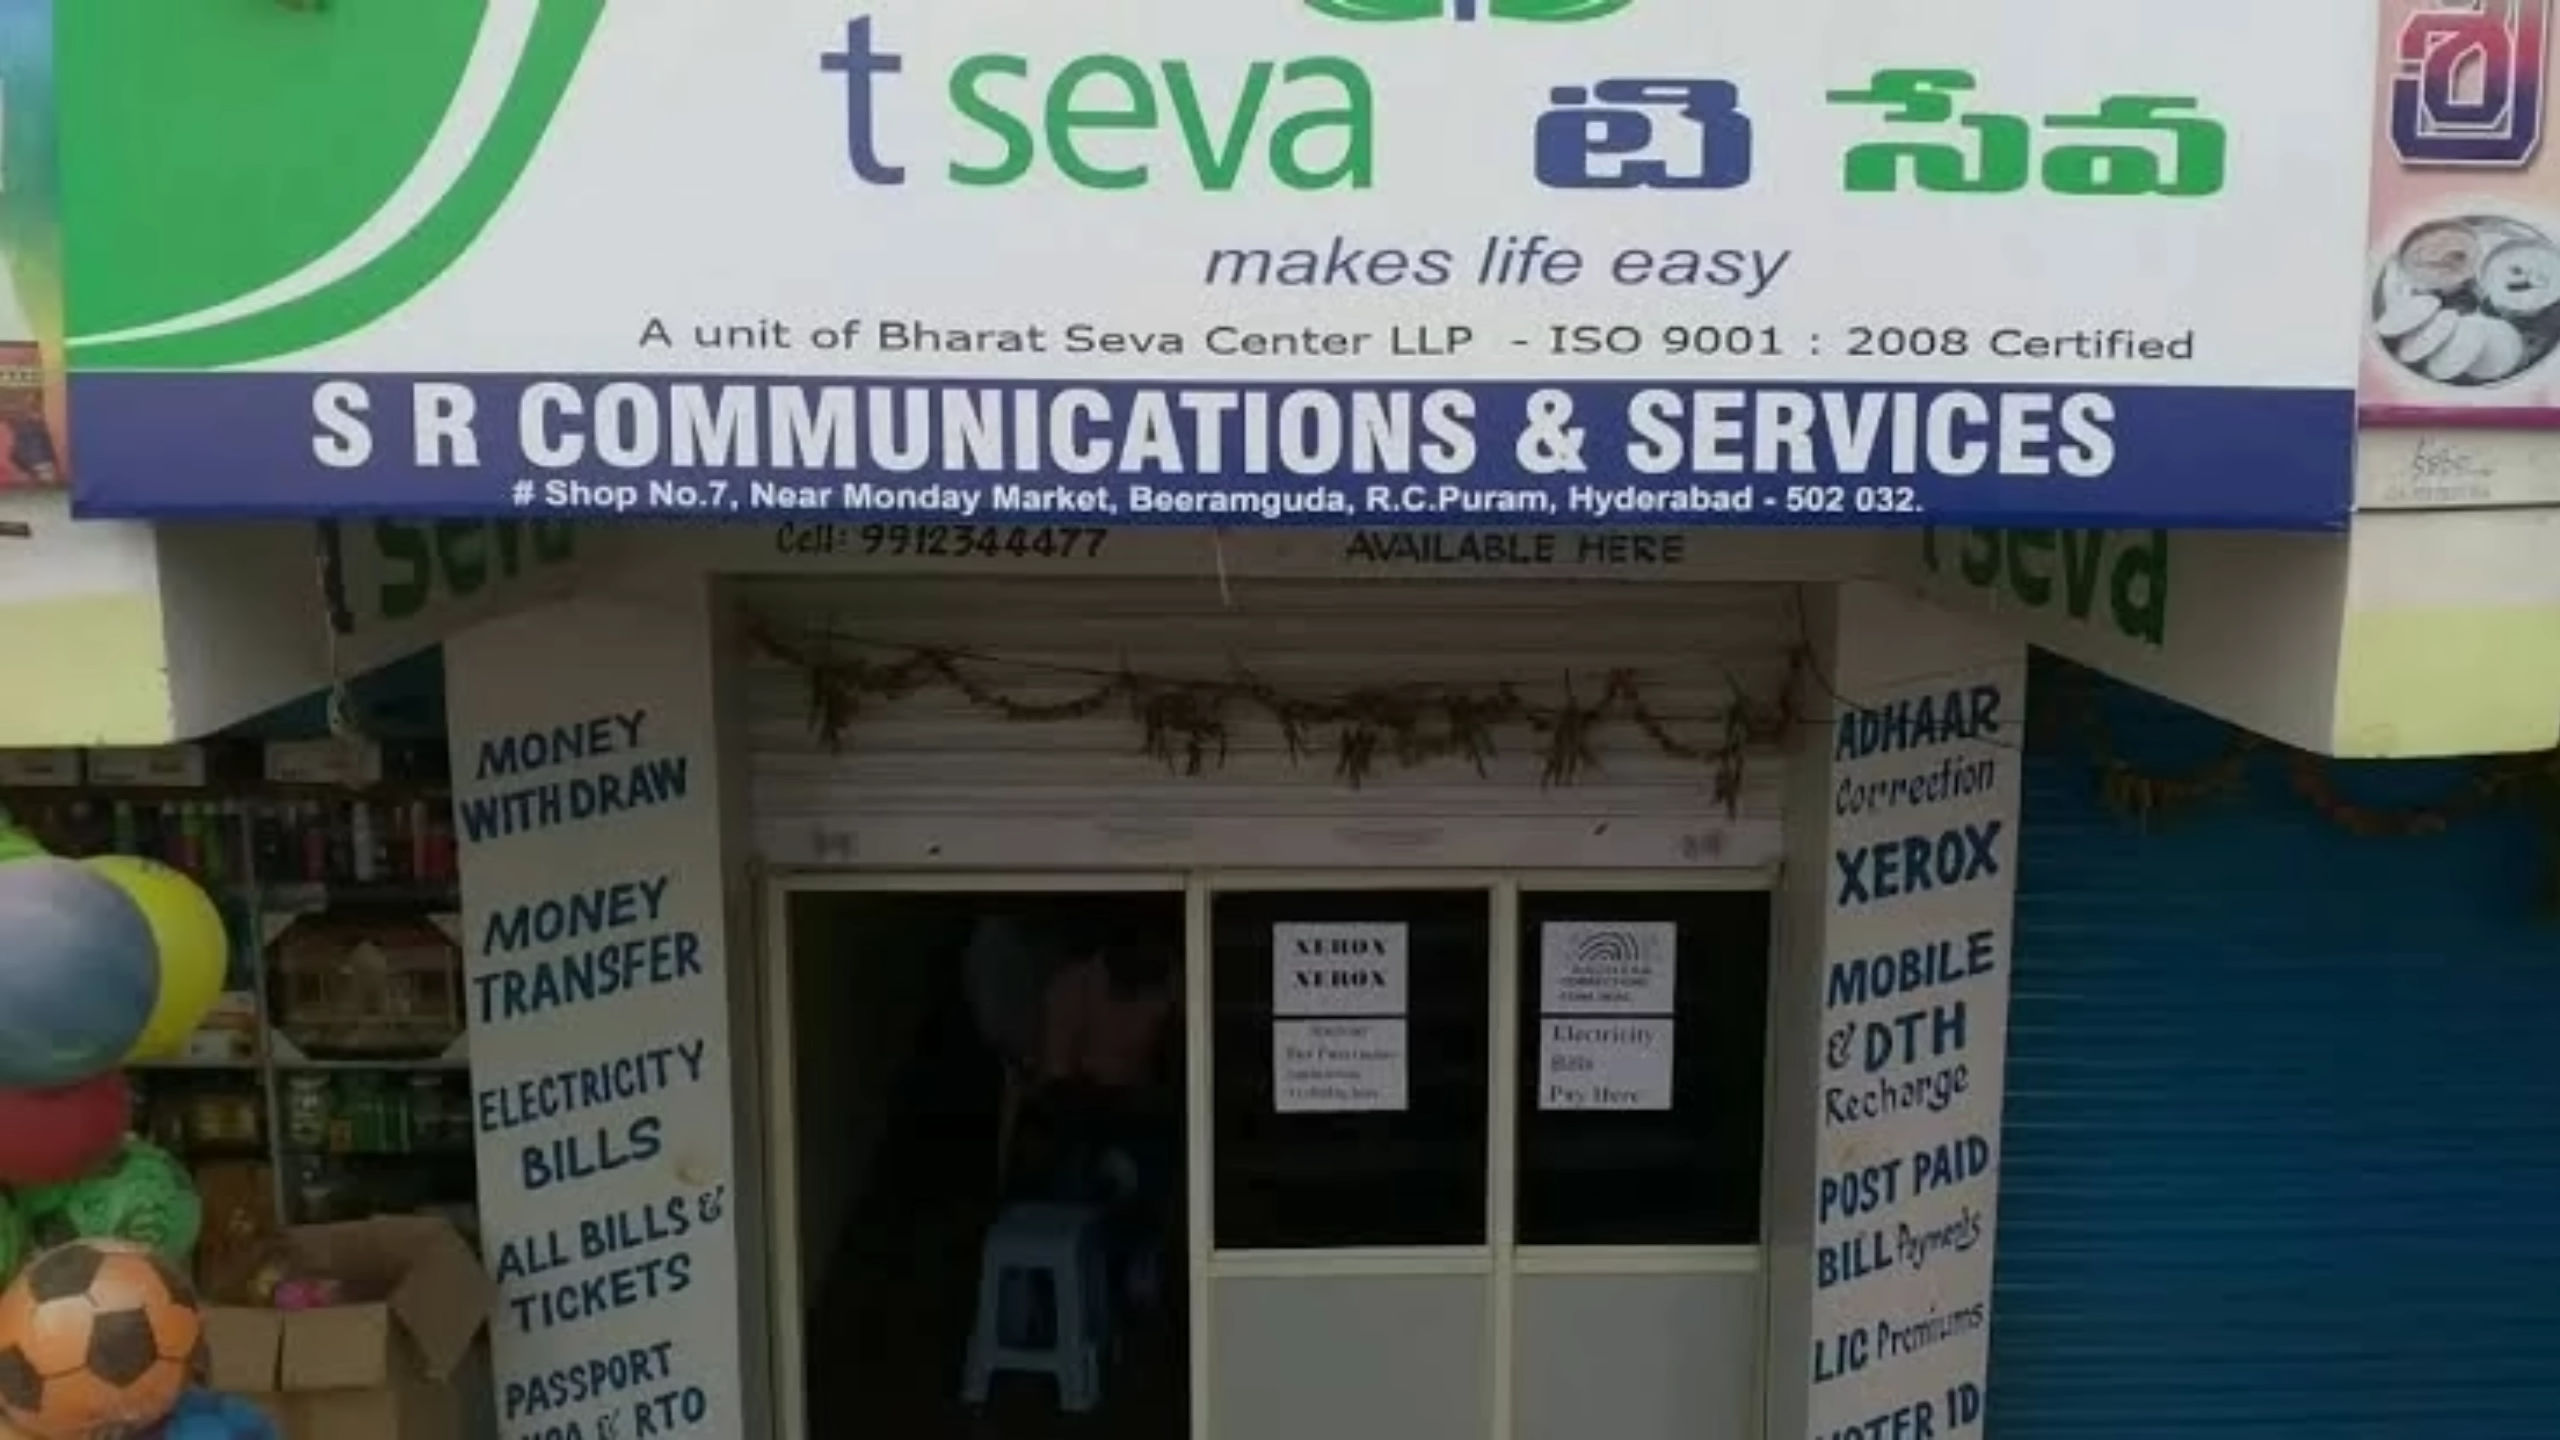 t seva టి సేవ
makes life easy
A unit of Bharat Seva Center LLP - ISO 9001 : 2008 Certified
S R COMMUNICATIONS & SERVICES
# Shop No.7, Near Monday Market, Beeramguda, R.C.Puram, Hyderabad - 502 032.
t seva
Cell: 9912344477
AVAILABLE HERE
t seva
MONEY
WITHDRAW
MONEY
TRANSFER
ELECTRICITY
BILLS
ALL BILLS &
TICKETS
PASSPORT
& RTO
XEROX
XEROX
Electricity
Bills
Pay Here
ADHAAR
Correction
XEROX
MOBILE
& DTH
Recharge
POST PAID
BILL Payments
LIC Premiums
VOTER ID